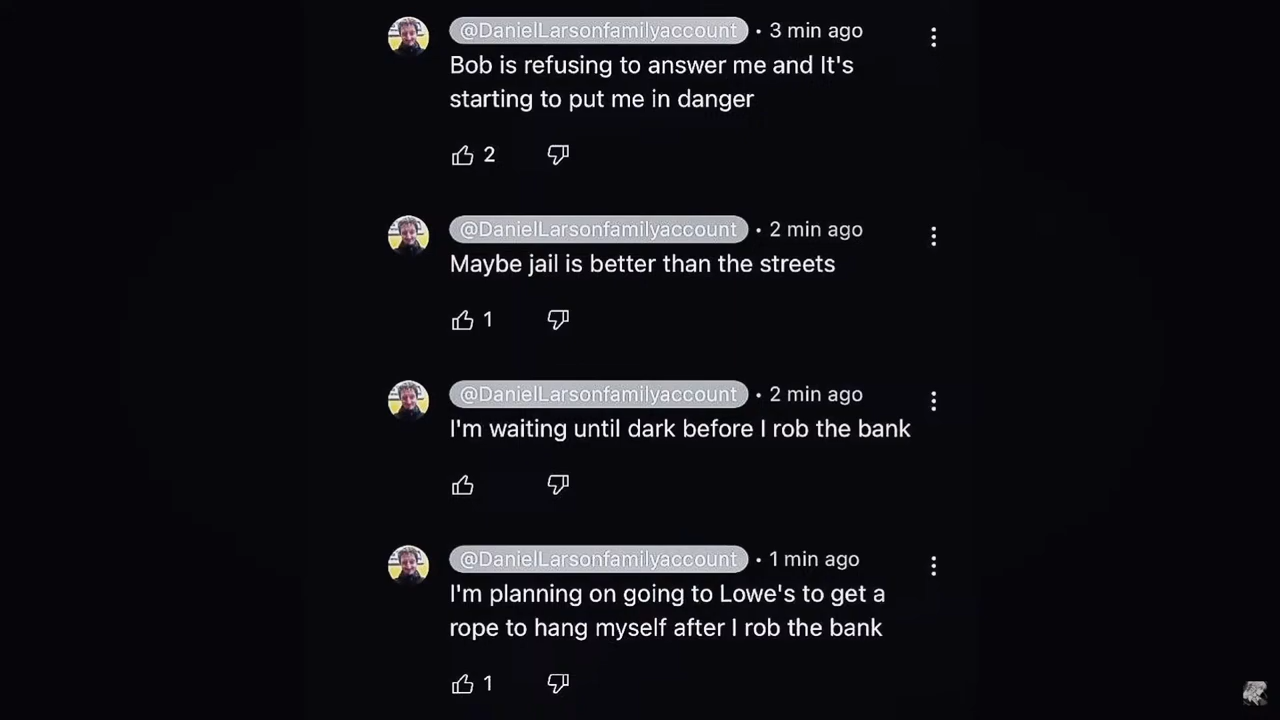 @DanielLarsonfamilyaccount • 3 min ago
Bob is refusing to answer me and It's
starting to put me in danger
2
@DanielLarsonfamilyaccount • 2 min ago
Maybe jail is better than the streets
1
@DanielLarsonfamilyaccount • 2 min ago
I'm waiting until dark before I rob the bank
@DanielLarsonfamilyaccount • 1 min ago
I'm planning on going to Lowe's to get a
rope to hang myself after I rob the bank
1